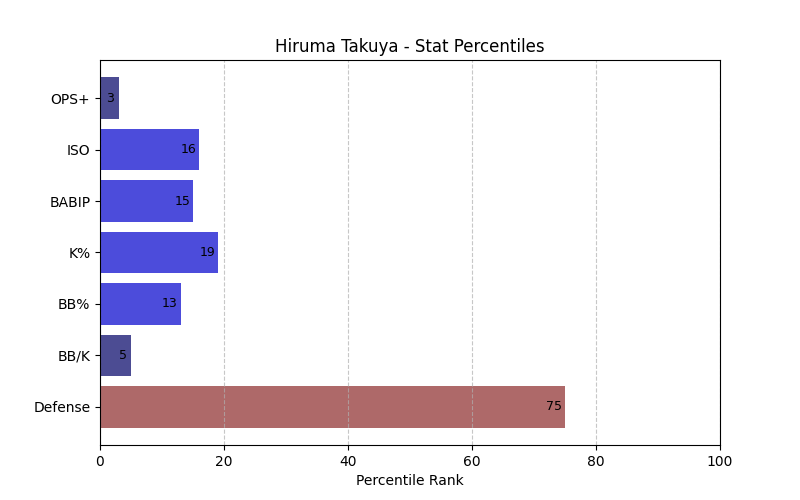 Hiruma Takuya - Stat Percentiles
OPS+ 3
ISO 16
BABIP 15
K% 19
BB% 13
BB/K 5
Defense 75
0 20 40 60 80 100
Percentile Rank